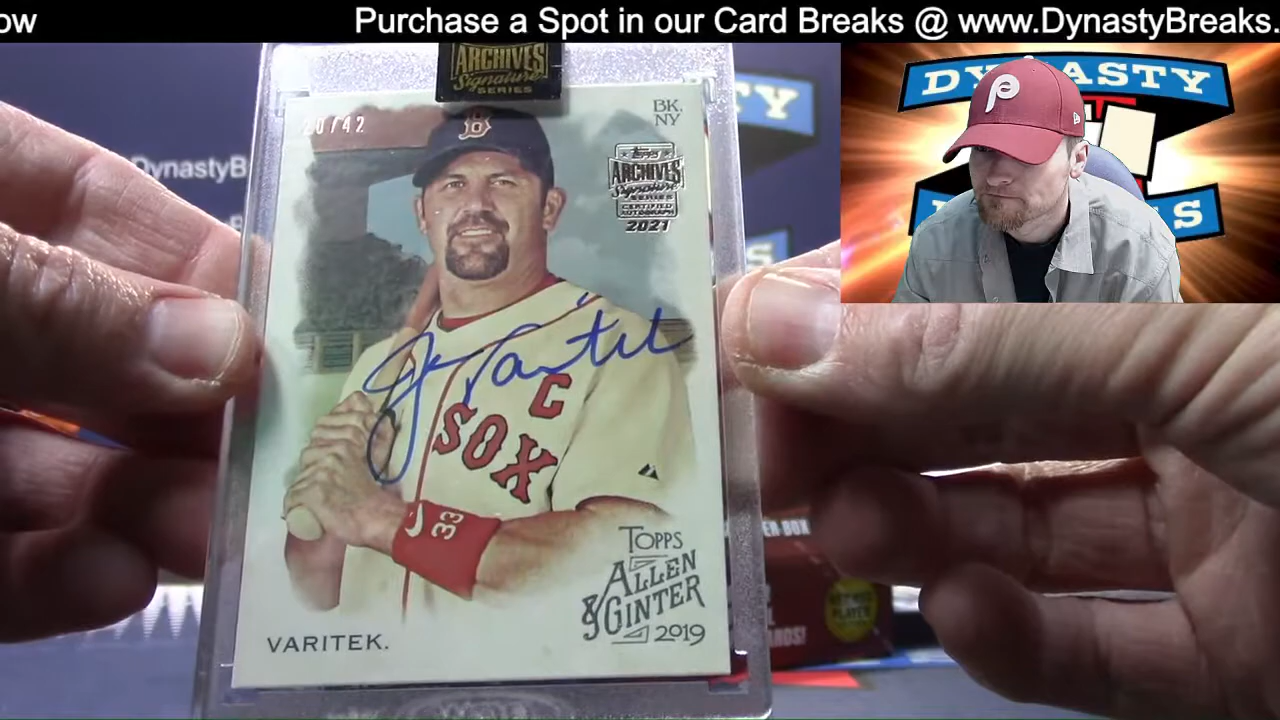 ow Purchase a Spot in our Card Breaks @ www.DynastyBreaks.
ARCHIVES
Signature
SERIES
DYNASTY
P
20/42
B
BK.
NY
TOPPS
ARCHIVES
Signature
SERIES
CERTIFIED
AUTOGRAPH
2021
DynastyB
C
SOX
33
TOPPS
ALLEN
& GINTER
2019
VARITEK.